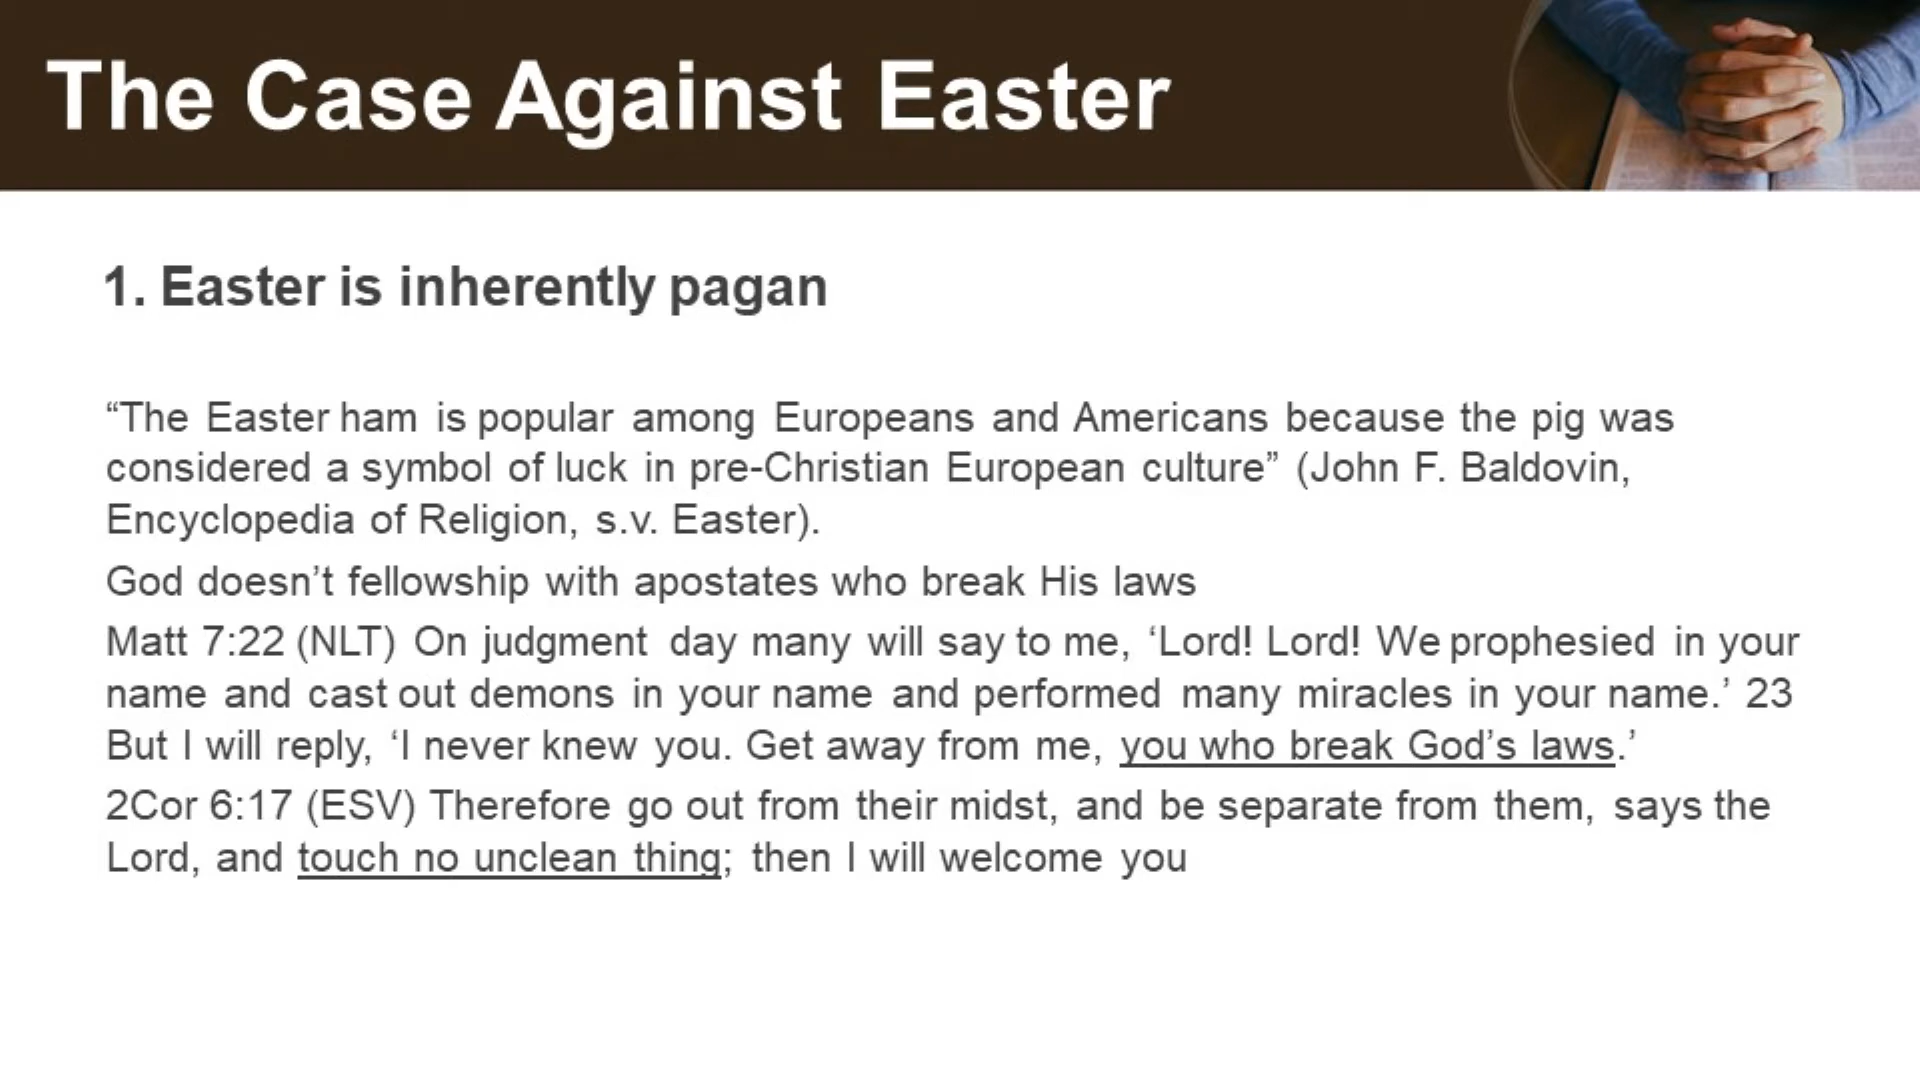 The Case Against Easter
1. Easter is inherently pagan
“The Easter ham is popular among Europeans and Americans because the pig was
considered a symbol of luck in pre-Christian European culture” (John F. Baldovin,
Encyclopedia of Religion, s.v. Easter).
God doesn’t fellowship with apostates who break His laws
Matt 7:22 (NLT) On judgment day many will say to me, ‘Lord! Lord! We prophesied in your
name and cast out demons in your name and performed many miracles in your name.’ 23
But I will reply, ‘I never knew you. Get away from me, you who break God’s laws.’
2Cor 6:17 (ESV) Therefore go out from their midst, and be separate from them, says the
Lord, and touch no unclean thing; then I will welcome you